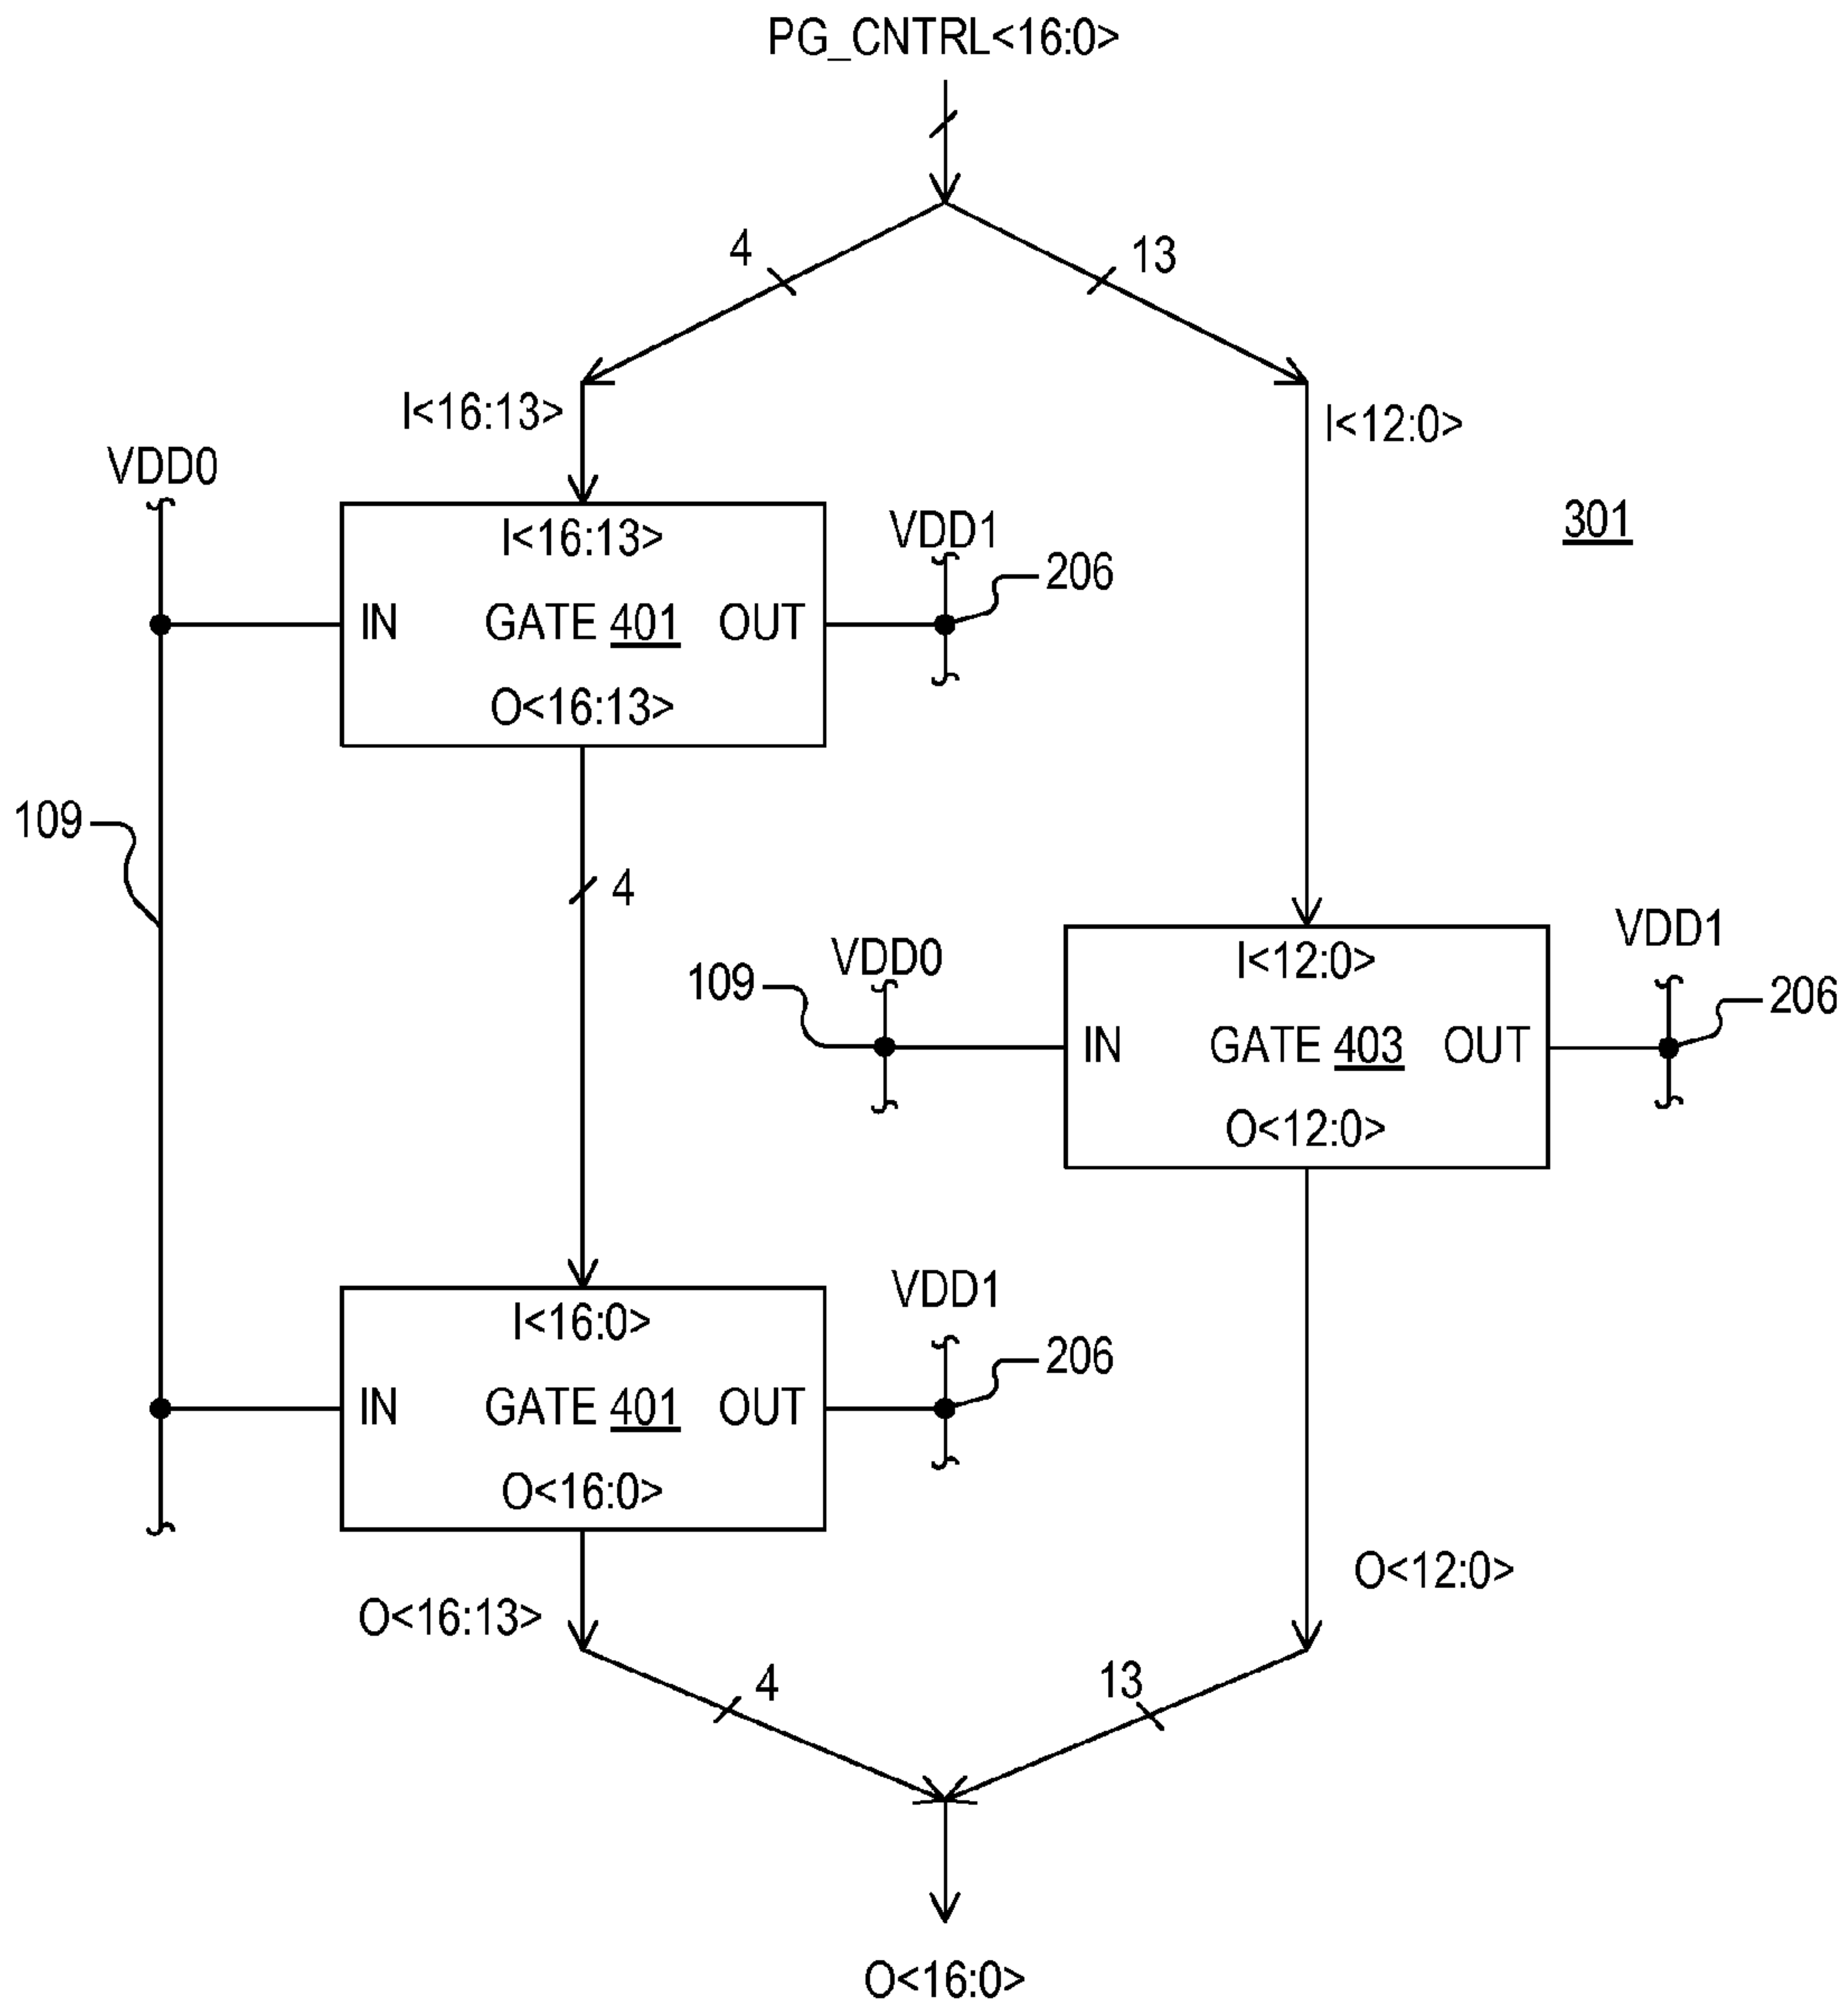 PG_CNTRL<16:0>
4
13
I<16:13>
I<12:0>
VDD0
I<16:13>
VDD1
301
206
IN GATE 401 OUT
O<16:13>
109
4
VDD0
VDD1
109
I<12:0>
206
IN GATE 403 OUT
O<12:0>
VDD1
I<16:0>
206
IN GATE 401 OUT
O<16:0>
O<12:0>
O<16:13>
4
13
O<16:0>